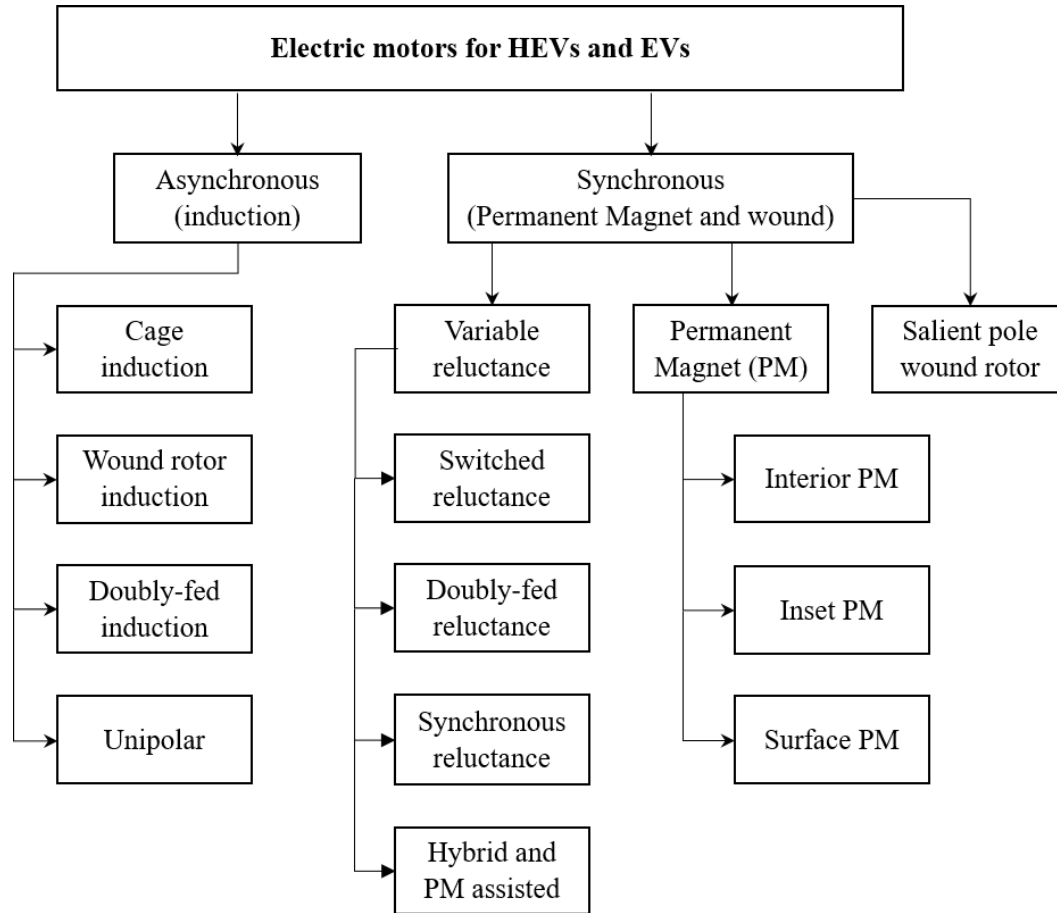 Electric motors for HEVs and EVs
Asynchronous
(induction)
Synchronous
(Permanent Magnet and wound)
Cage
induction
Variable
reluctance
Permanent
Magnet (PM)
Salient pole
wound rotor
Wound rotor
induction
Switched
reluctance
Interior PM
Doubly-fed
induction
Doubly-fed
reluctance
Inset PM
Unipolar
Synchronous
reluctance
Surface PM
Hybrid and
PM assisted